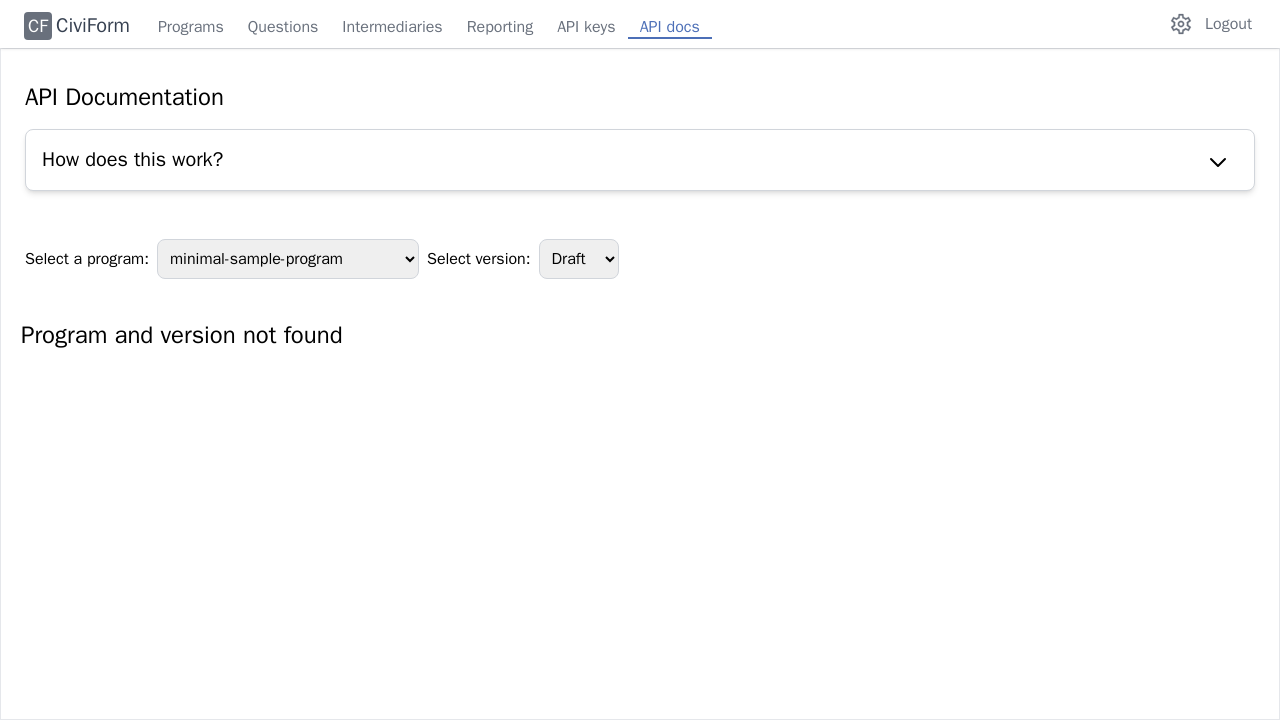 CF CiviForm Programs Questions Intermediaries Reporting API keys API docs Logout
API Documentation
How does this work?
Select a program: minimal-sample-program Select version: Draft
Program and version not found